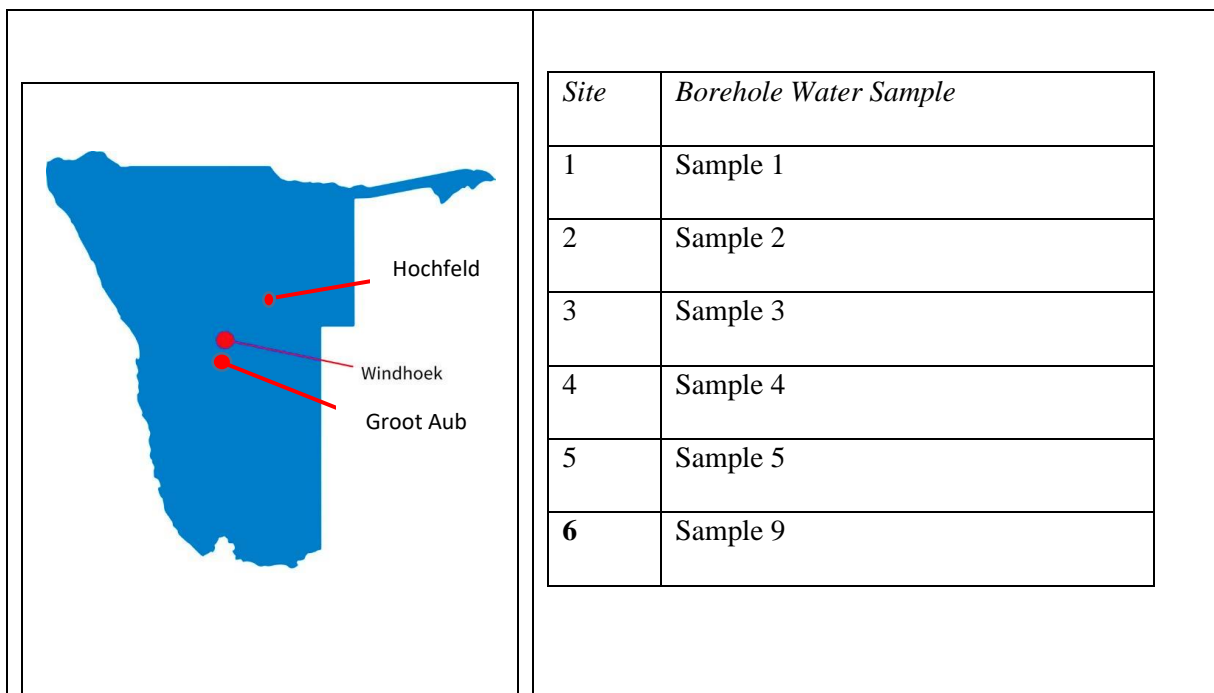 Hochfeld
Windhoek
Groot Aub
Site Borehole Water Sample
1 Sample 1
2 Sample 2
3 Sample 3
4 Sample 4
5 Sample 5
6 Sample 9